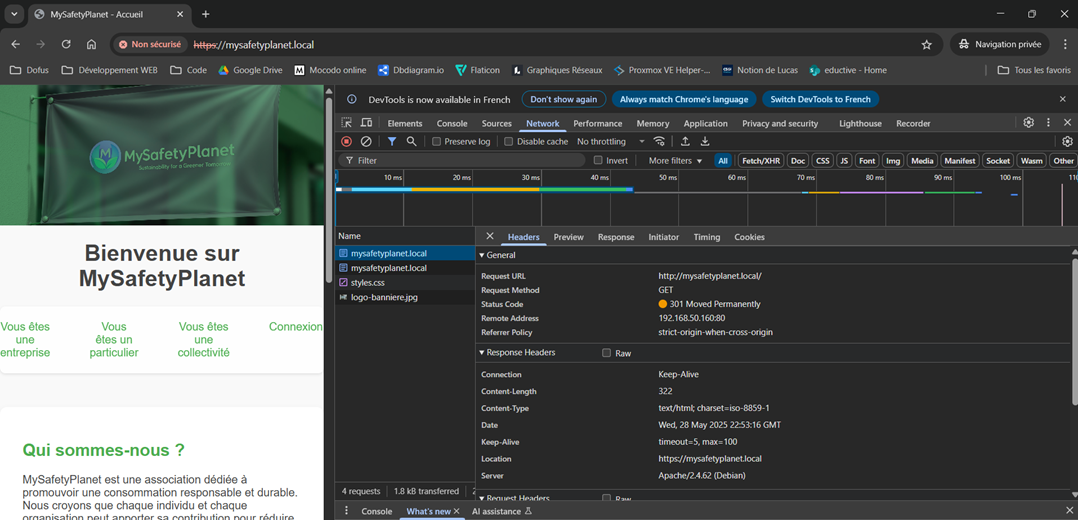 MySafetyPlanet - Accueil
Non sécurisé
https://mysafetyplanet.local
Navigation privée
Dofus
Développement WEB
Code
Google Drive
Mocodo online
Dbdiagram.io
Flaticon
Graphiques Réseaux
Proxmox VE Helper-...
Notion de Lucas
eductive - Home
Tous les favoris
MySafetyPlanet
Sustainability for a Greener Tomorrow
Bienvenue sur
MySafetyPlanet
Vous êtes
une
entreprise
Vous
êtes un
particulier
Vous êtes
une
collectivité
Connexion
Qui sommes-nous ?
MySafetyPlanet est une association dédiée à
promouvoir une consommation responsable et durable.
Nous croyons que chaque individu et chaque
organisation peut apporter sa contribution pour réduire
DevTools is now available in French
Don't show again
Always match Chrome's language
Switch DevTools to French
Elements
Console
Sources
Network
Performance
Memory
Application
Privacy and security
Lighthouse
Recorder
Preserve log
Disable cache
No throttling
Filter
Invert
More filters
All
Fetch/XHR
Doc
CSS
JS
Font
Img
Media
Manifest
Socket
Wasm
Other
10 ms
20 ms
30 ms
40 ms
50 ms
60 ms
70 ms
80 ms
90 ms
100 ms
110
Name
mysafetyplanet.local
mysafetyplanet.local
styles.css
logo-banniere.jpg
4 requests
1.8 kB transferred
2
Headers
Preview
Response
Initiator
Timing
Cookies
General
Request URL http://mysafetyplanet.local/
Request Method GET
Status Code 301 Moved Permanently
Remote Address 192.168.50.160:80
Referrer Policy strict-origin-when-cross-origin
Response Headers Raw
Connection Keep-Alive
Content-Length 322
Content-Type text/html; charset=iso-8859-1
Date Wed, 28 May 2025 22:53:16 GMT
Keep-Alive timeout=5, max=100
Location https://mysafetyplanet.local
Server Apache/2.4.62 (Debian)
Request Headers Raw
Console
What's new
AI assistance